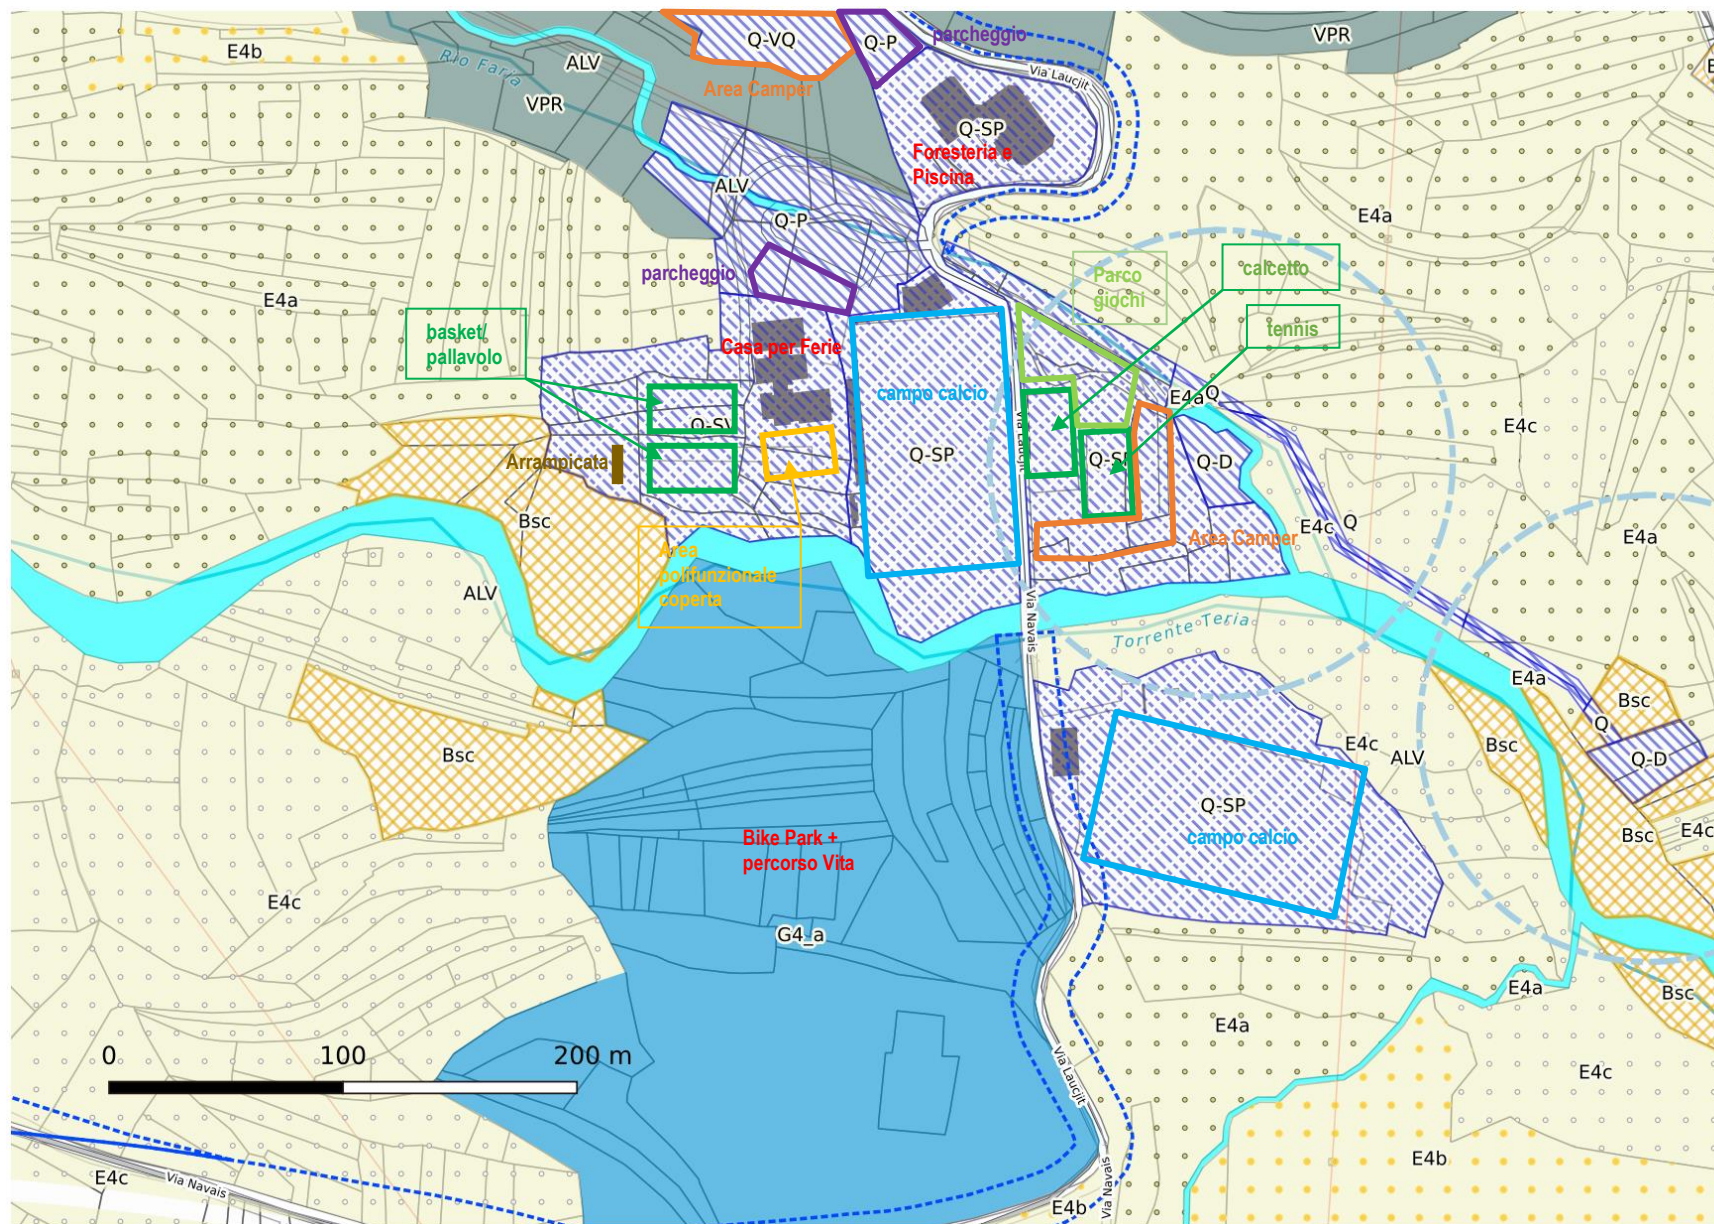 Q-VQ
Q-P
parcheggio
VPR
E4b
ALV
Rio Faria
Area Camper
Via Laucjit
VPR
Q-SP
Foresteria e
Piscina
ALV
Q-P
E4a
parcheggio
Parco
giochi
calcetto
E4a
basket/
pallavolo
tennis
Casa per Ferie
campo calcio
E4a
Q
Q-SV
E4c
Arrampicata
Q-SP
Q-SP
Q-D
Via Laucjit
Bsc
E4c
Q
Area Camper
E4a
Area
polifunzionale
coperta
ALV
Via Navais
Torrente Teria
E4a
Bsc
Q
Bsc
E4c
ALV
Bsc
Q-D
Q-SP
campo calcio
Bike Park +
percorso Vita
Bsc
E4c
E4c
G4_a
E4a
Bsc
E4a
0
100
200 m
Via Laucjit
E4c
E4b
E4c
Via Navais
Via Navais
E4b